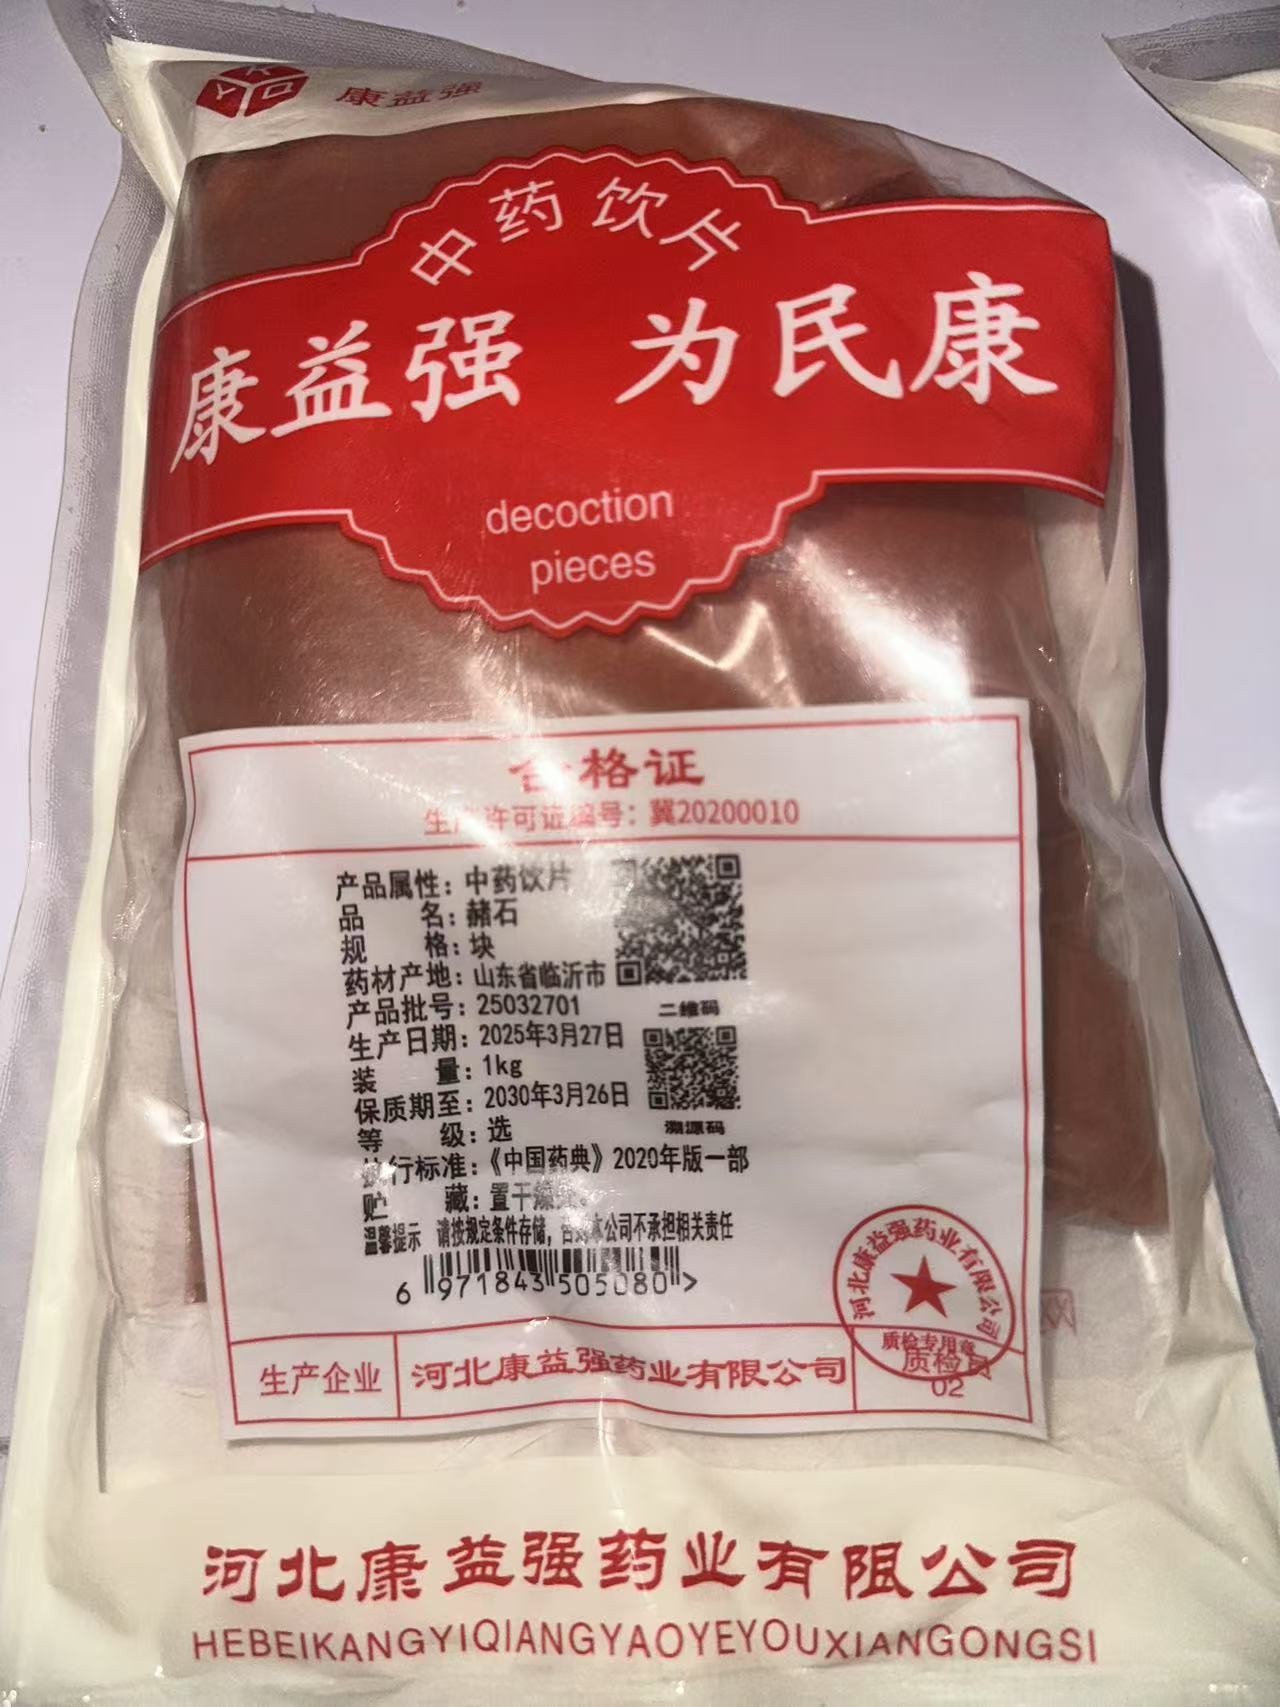 康益强
中药饮片
康益强 为民康
decoction
pieces
合格证
生产许可证编号：冀20200010
产品属性：中药饮片
品名：赭石
规格：块
药材产地：山东省临沂市
产品批号：25032701
二维码
生产日期：2025年3月27日
装量：1kg
保质期至：2030年3月26日
溯源码
等级：选
执行标准：《中国药典》2020年版一部
贮藏：置干燥处。
温馨提示 请按规定条件存储，否则本公司不承担相关责任
6 971843 505080 >
河北康益强药业有限公司
质检专用章
生产企业 河北康益强药业有限公司 质检员
02
河北康益强药业有限公司
HEBEIKANGYIQIANGYAOYEYOUXIANGONGSI